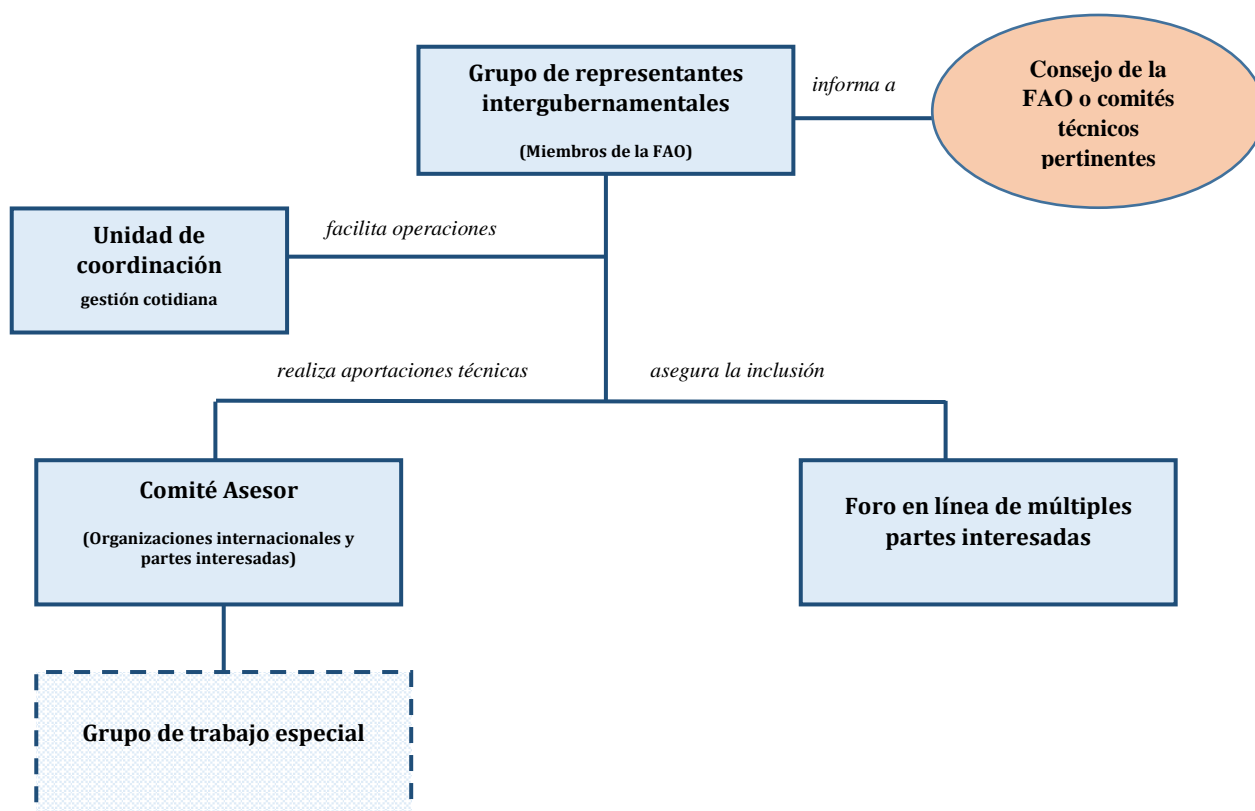 Grupo de representantes
intergubernamentales
(Miembros de la FAO)
informa a
Consejo de la
FAO o comités
técnicos
pertinentes
Unidad de
coordinación
gestión cotidiana
facilita operaciones
realiza aportaciones técnicas
asegura la inclusión
Comité Asesor
(Organizaciones internacionales y
partes interesadas)
Foro en línea de múltiples
partes interesadas
Grupo de trabajo especial